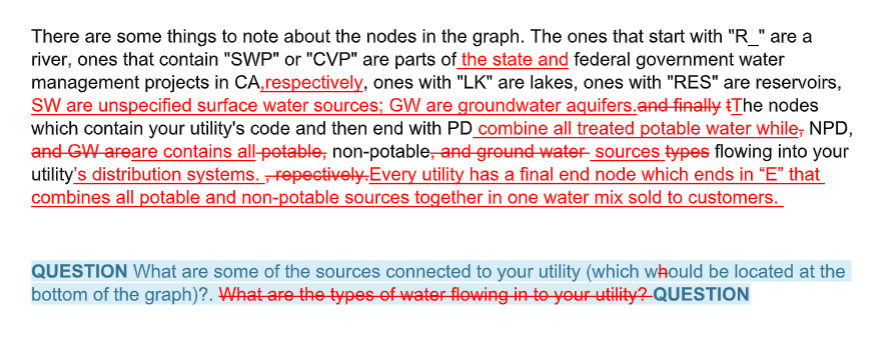 There are some things to note about the nodes in the graph. The ones that start with "R_" are a
river, ones that contain "SWP" or "CVP" are parts of the state and federal government water
management projects in CA,respectively, ones with "LK" are lakes, ones with "RES" are reservoirs,
SW are unspecified surface water sources; GW are groundwater aquifers.and finally tThe nodes
which contain your utility's code and then end with PD combine all treated potable water while, NPD,
and GW areare contains all potable, non-potable, and ground water sources types flowing into your
utility's distribution systems. , repectively.Every utility has a final end node which ends in “E” that
combines all potable and non-potable sources together in one water mix sold to customers.
QUESTION What are some of the sources connected to your utility (which whould be located at the
bottom of the graph)?. What are the types of water flowing in to your utility? QUESTION